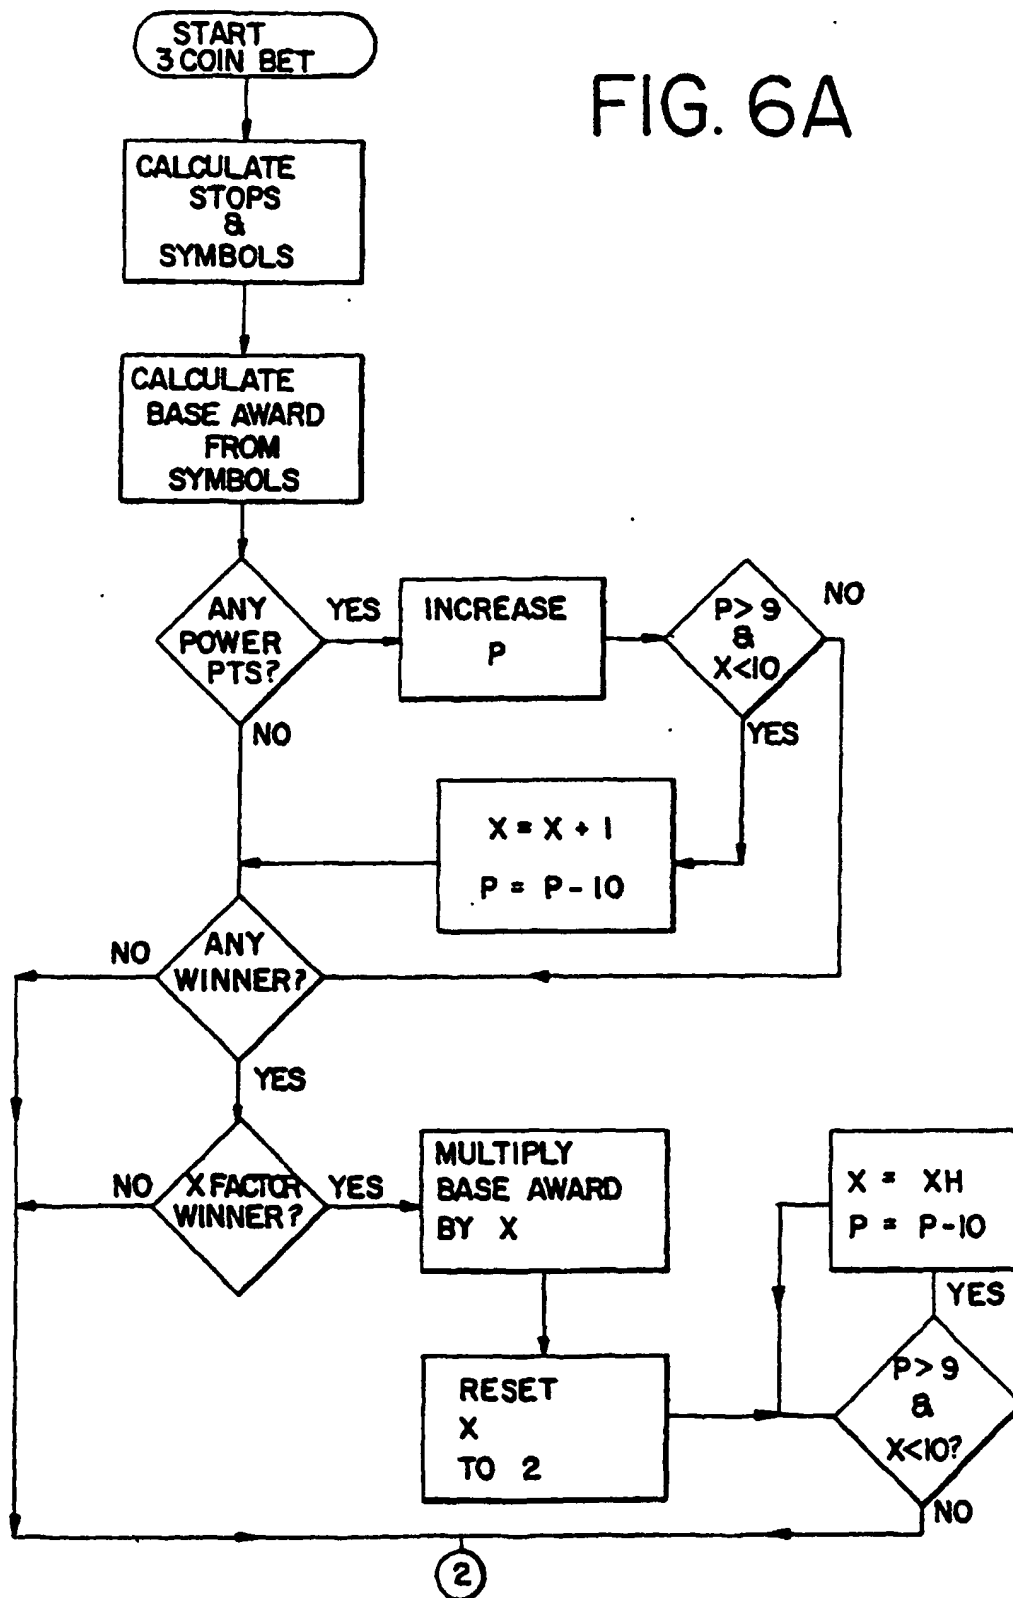 START
3 COIN BET
FIG. 6A
CALCULATE
STOPS
&
SYMBOLS
CALCULATE
BASE AWARD
FROM
SYMBOLS
ANY
POWER
PTS?
YES
INCREASE
P
P > 9
&
X<10
NO
NO
YES
X = X + 1
P = P - 10
NO
ANY
WINNER?
YES
NO
X FACTOR
WINNER?
YES
MULTIPLY
BASE AWARD
BY X
X = XH
P = P-10
YES
RESET
X
TO 2
P > 9
&
X<10?
NO
2